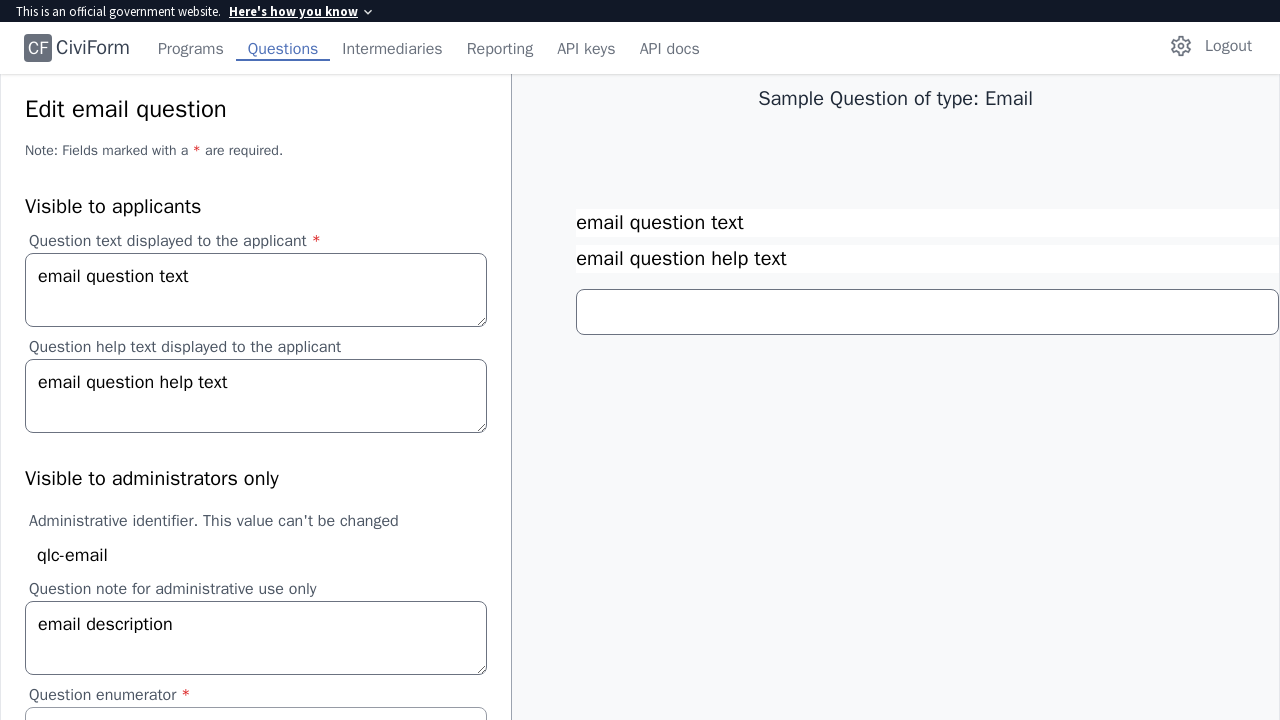 This is an official government website. Here's how you know
CF CiviForm Programs Questions Intermediaries Reporting API keys API docs Logout
Edit email question
Note: Fields marked with a * are required.
Visible to applicants
Question text displayed to the applicant *
email question text
Question help text displayed to the applicant
email question help text
Visible to administrators only
Administrative identifier. This value can't be changed
qlc-email
Question note for administrative use only
email description
Question enumerator *
Sample Question of type: Email
email question text
email question help text